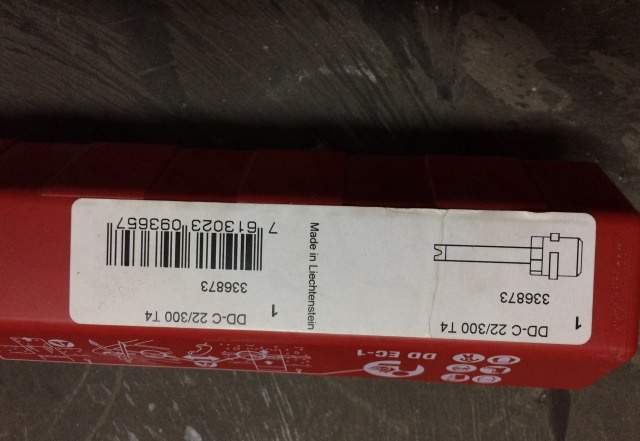 DD EC-1
DD-C 22/300 T4
1
336873
Made in Liechtenstein
DD-C 22/300 T4
1
336873
7 613023 093657